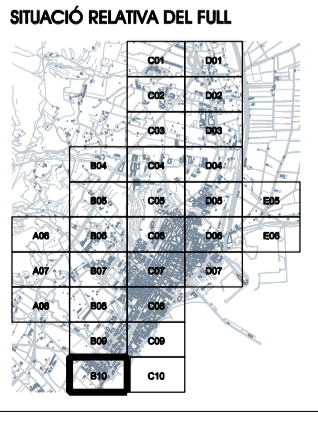 SITUACIÓ RELATIVA DEL FULL
C01 D01
C02 D02
C03 D03
B04 C04 D04
B05 C05 D05 E05
A06 B06 C06 D06 E06
A07 B07 C07 D07
A08 B08 C08
B09 C09
B10 C10